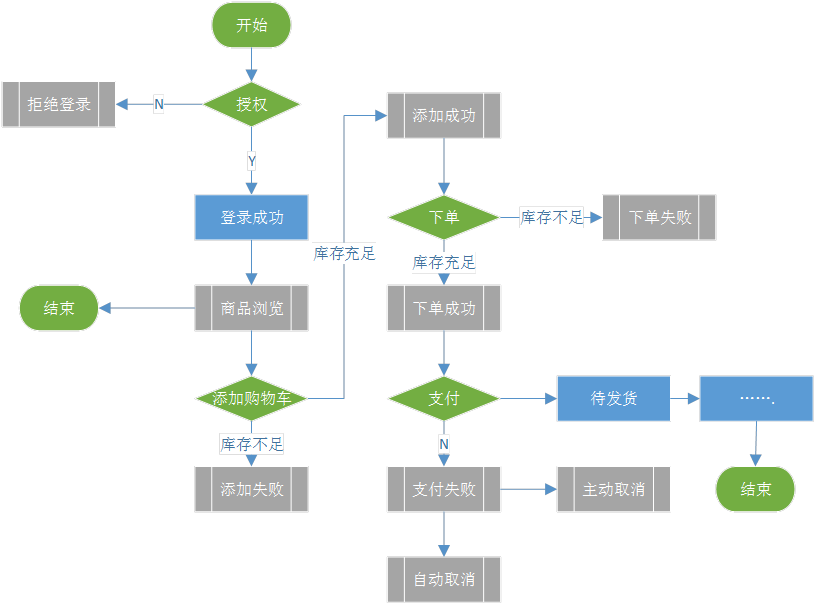 开始
授权
N
拒绝登录
Y
登录成功
商品浏览
结束
添加购物车
库存不足
添加失败
库存充足
添加成功
下单
库存不足
下单失败
库存充足
下单成功
支付
待发货
…….
结束
N
支付失败
主动取消
自动取消